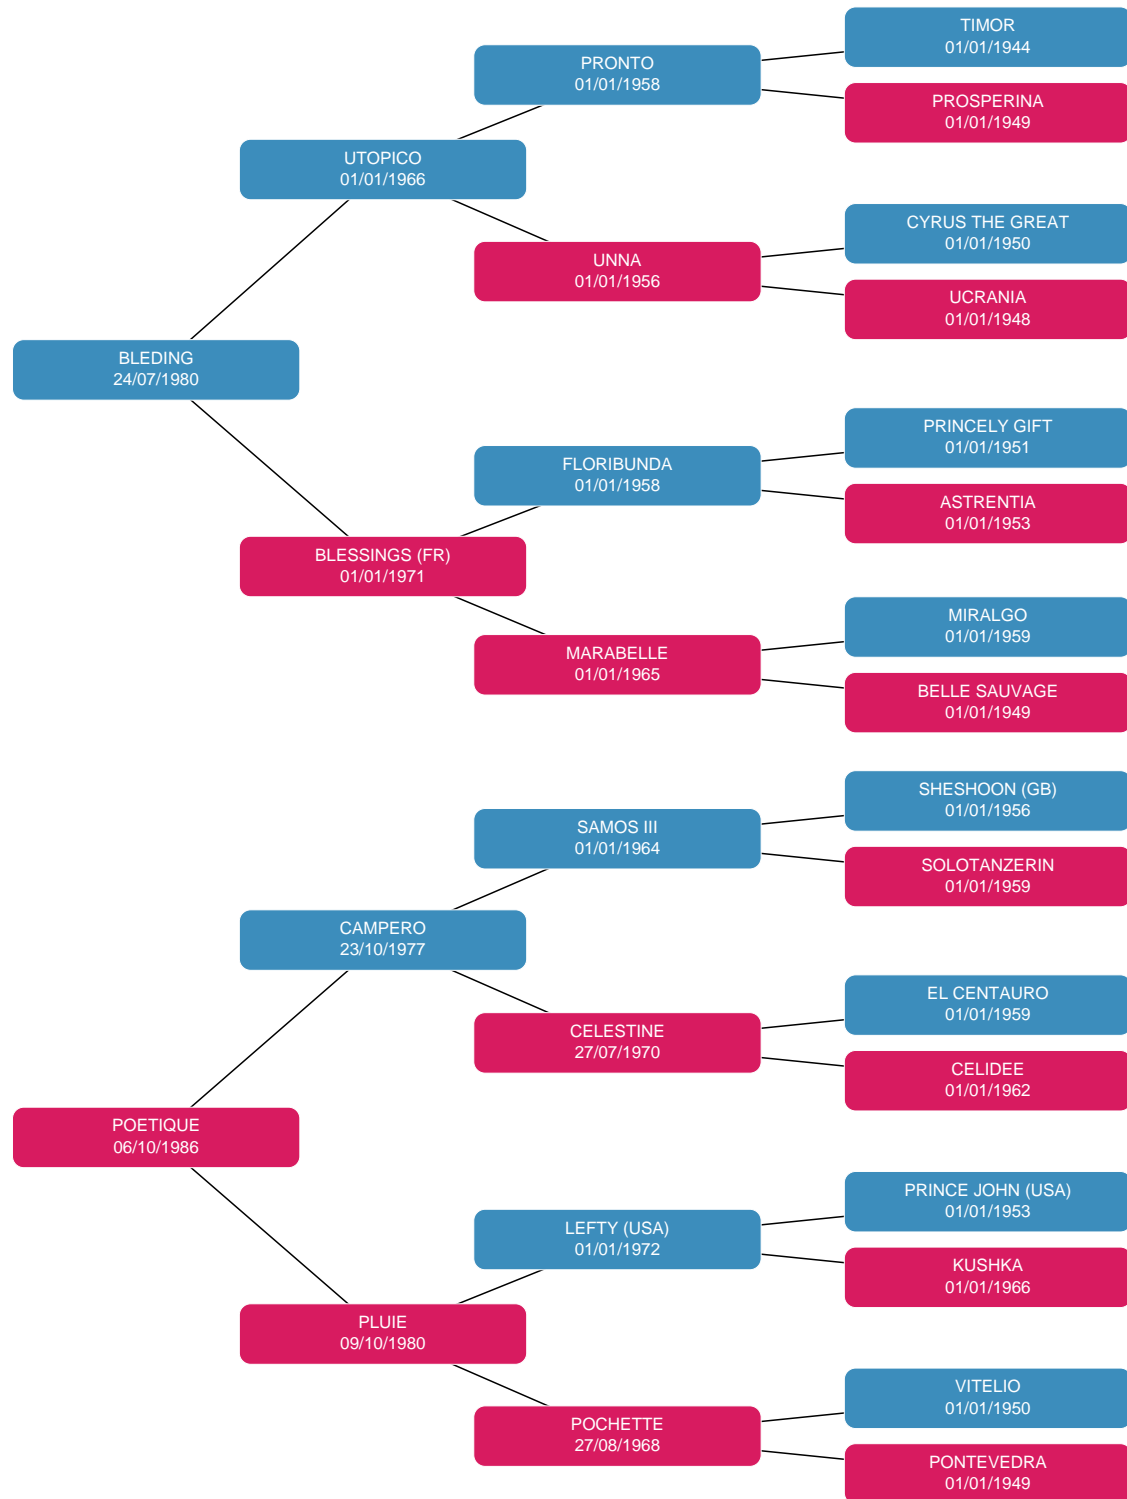 TIMOR
01/01/1944
PRONTO
01/01/1958
PROSPERINA
01/01/1949
UTOPICO
01/01/1966
CYRUS THE GREAT
01/01/1950
UNNA
01/01/1956
UCRANIA
01/01/1948
BLEDING
24/07/1980
PRINCELY GIFT
01/01/1951
FLORIBUNDA
01/01/1958
ASTRENTIA
01/01/1953
BLESSINGS (FR)
01/01/1971
MIRALGO
01/01/1959
MARABELLE
01/01/1965
BELLE SAUVAGE
01/01/1949
SHESHOON (GB)
01/01/1956
SAMOS III
01/01/1964
SOLOTANZERIN
01/01/1959
CAMPERO
23/10/1977
EL CENTAURO
01/01/1959
CELESTINE
27/07/1970
CELIDEE
01/01/1962
POETIQUE
06/10/1986
PRINCE JOHN (USA)
01/01/1953
LEFTY (USA)
01/01/1972
KUSHKA
01/01/1966
PLUIE
09/10/1980
VITELIO
01/01/1950
POCHETTE
27/08/1968
PONTEVEDRA
01/01/1949